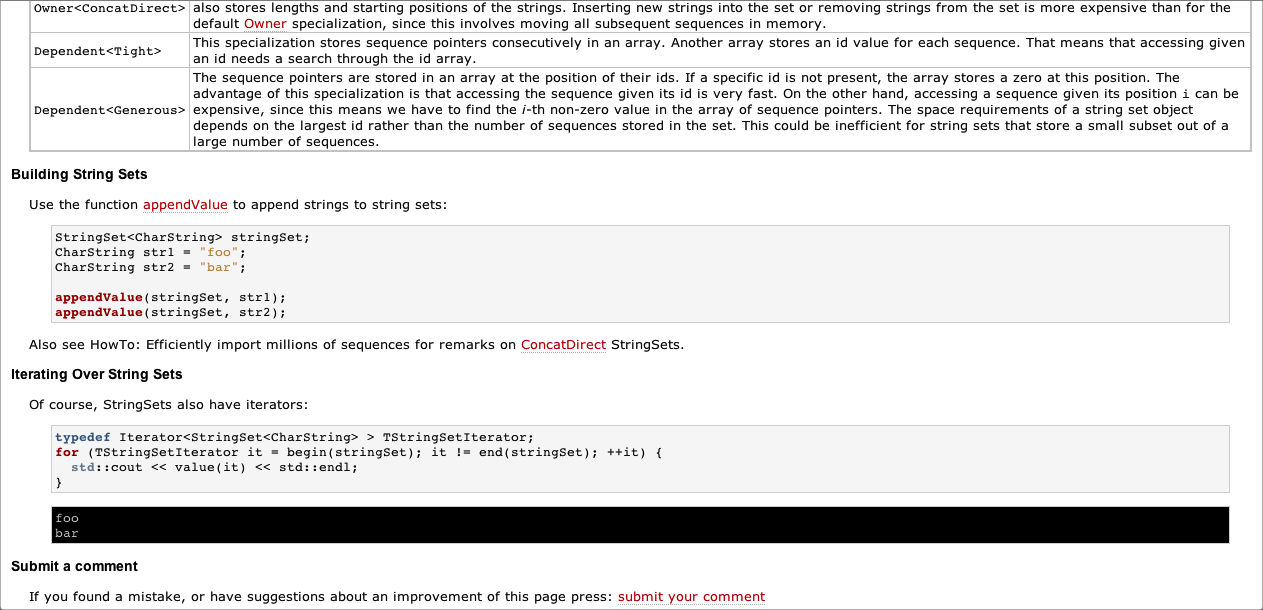 Owner<ConcatDirect> also stores lengths and starting positions of the strings. Inserting new strings into the set or removing strings from the set is more expensive than for the
default Owner specialization, since this involves moving all subsequent sequences in memory.
Dependent<Tight>
This specialization stores sequence pointers consecutively in an array. Another array stores an id value for each sequence. That means that accessing given
an id needs a search through the id array.
Dependent<Generous>
The sequence pointers are stored in an array at the position of their ids. If a specific id is not present, the array stores a zero at this position. The
advantage of this specialization is that accessing the sequence given its id is very fast. On the other hand, accessing a sequence given its position i can be
expensive, since this means we have to find the i-th non-zero value in the array of sequence pointers. The space requirements of a string set object
depends on the largest id rather than the number of sequences stored in the set. This could be inefficient for string sets that store a small subset out of a
large number of sequences.
Building String Sets
Use the function appendValue to append strings to string sets:
StringSet<CharString> stringSet;
CharString str1 = "foo";
CharString str2 = "bar";
appendValue(stringSet, str1);
appendValue(stringSet, str2);
Also see HowTo: Efficiently import millions of sequences for remarks on ConcatDirect StringSets.
Iterating Over String Sets
Of course, StringSets also have iterators:
typedef Iterator<StringSet<CharString> > TStringSetIterator;
for (TStringSetIterator it = begin(stringSet); it != end(stringSet); ++it) {
  std::cout << value(it) << std::endl;
}
foo
bar
Submit a comment
If you found a mistake, or have suggestions about an improvement of this page press: submit your comment